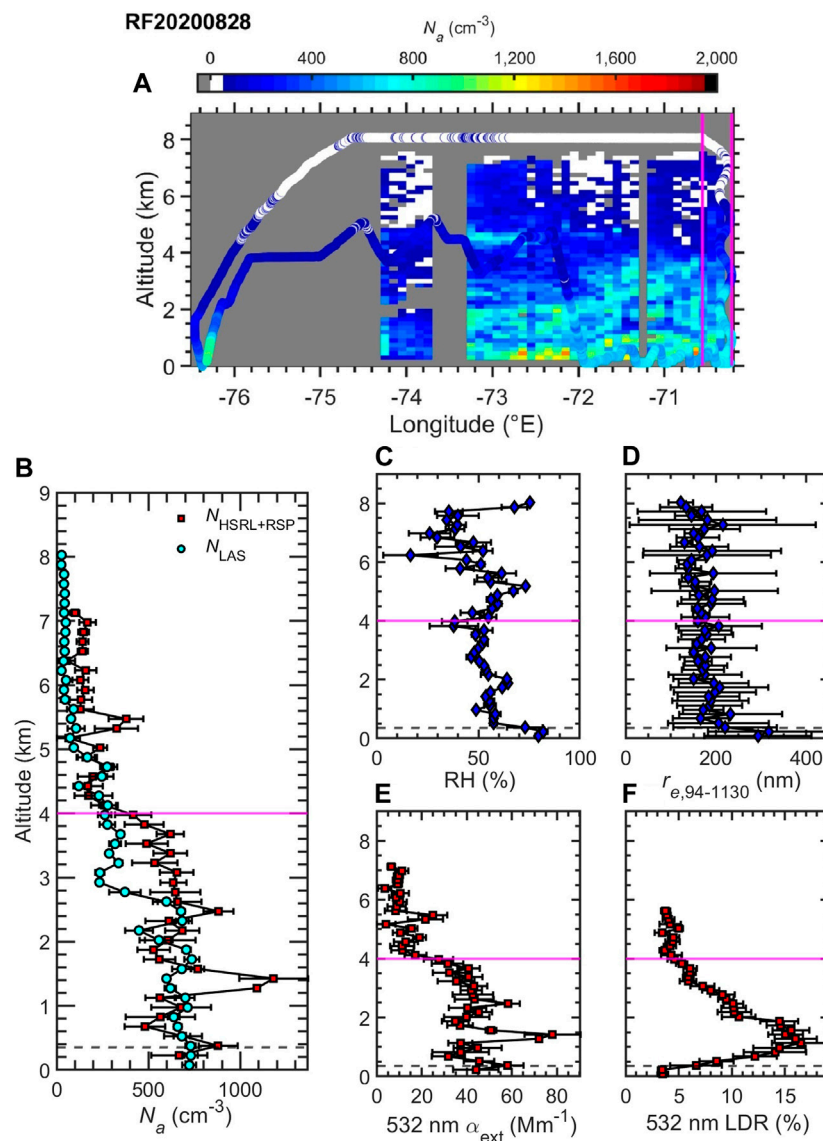 RF20200828
N_a (cm⁻³)
0 400 800 1,200 1,600 2,000
A
8
6
4
2
0
Altitude (km)
-76 -75 -74 -73 -72 -71
Longitude (°E)
B
N_HSRL+RSP
N_LAS
9
8
7
6
5
4
3
2
1
0
Altitude (km)
0 500 1000
N_a (cm⁻³)
C
8
6
4
2
0
0 50 100
RH (%)
D
0 200 400
r_e,94-1130 (nm)
E
8
6
4
2
0
0 20 40 60 80
532 nm α_ext (Mm⁻¹)
F
0 5 10 15
532 nm LDR (%)